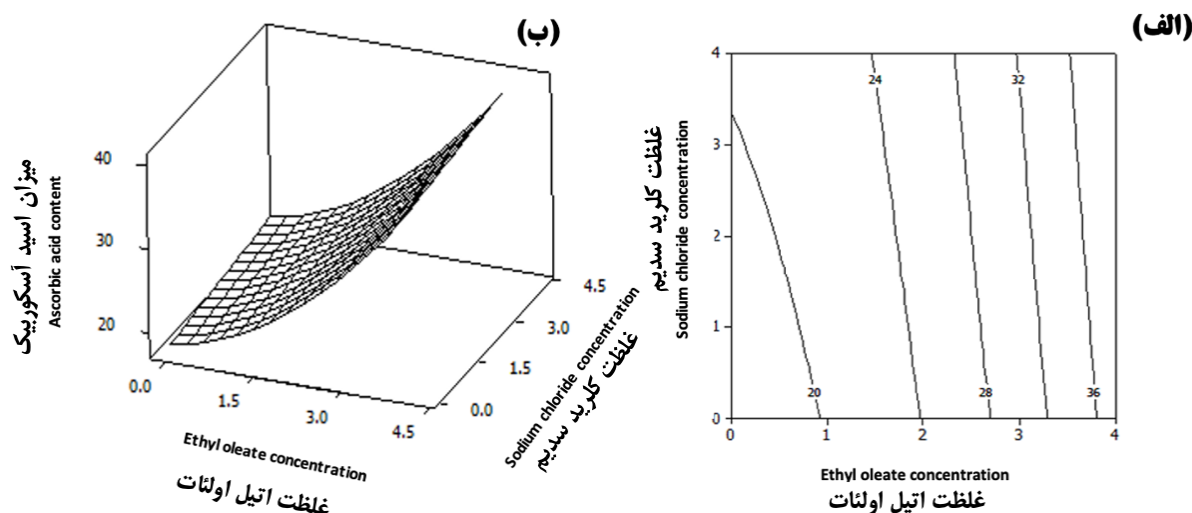 (الف)
4
3
2
1
0
24
32
20
28
36
0
1
2
3
4
غلظت کلرید سدیم
Sodium chloride concentration
Ethyl oleate concentration
غلظت اتیل اولئات
(ب)
میزان اسید آسکوربیک
Ascorbic acid content
40
30
20
0.0
1.5
3.0
4.5
4.5
3.0
1.5
0.0
Ethyl oleate concentration
غلظت اتیل اولئات
Sodium chloride concentration
غلظت کلرید سدیم